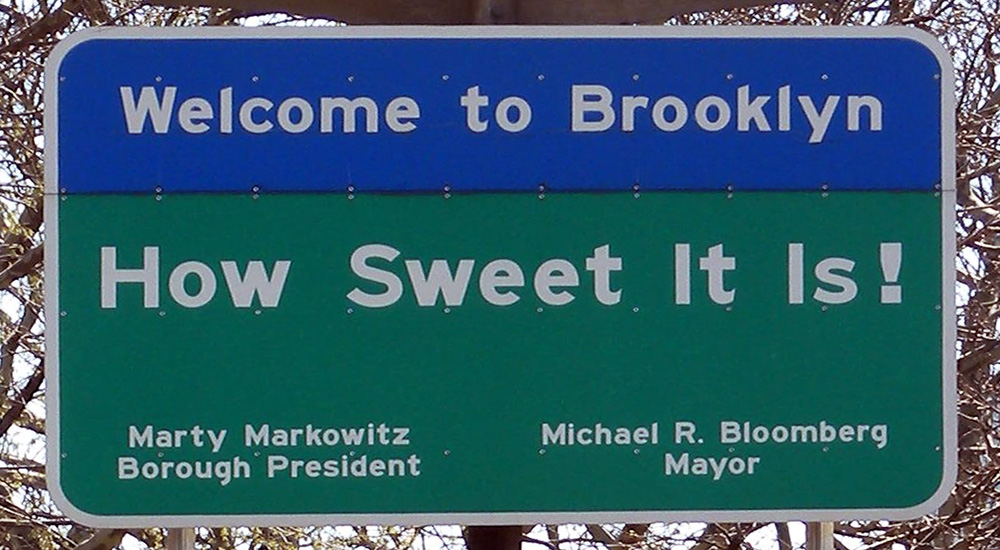 Welcome to Brooklyn
How Sweet It Is!
Marty Markowitz
Borough President
Michael R. Bloomberg
Mayor